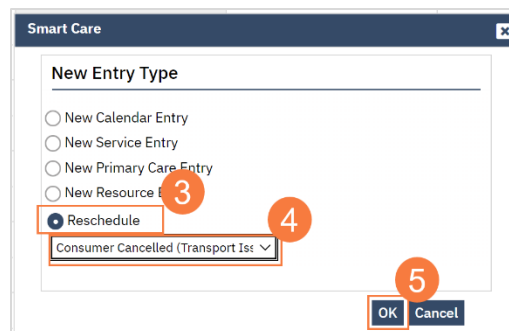 Smart Care
New Entry Type
New Calendar Entry
New Service Entry
New Primary Care Entry
New Resource E
3
Reschedule
4
Consumer Cancelled (Transport Iss
5
OK Cancel